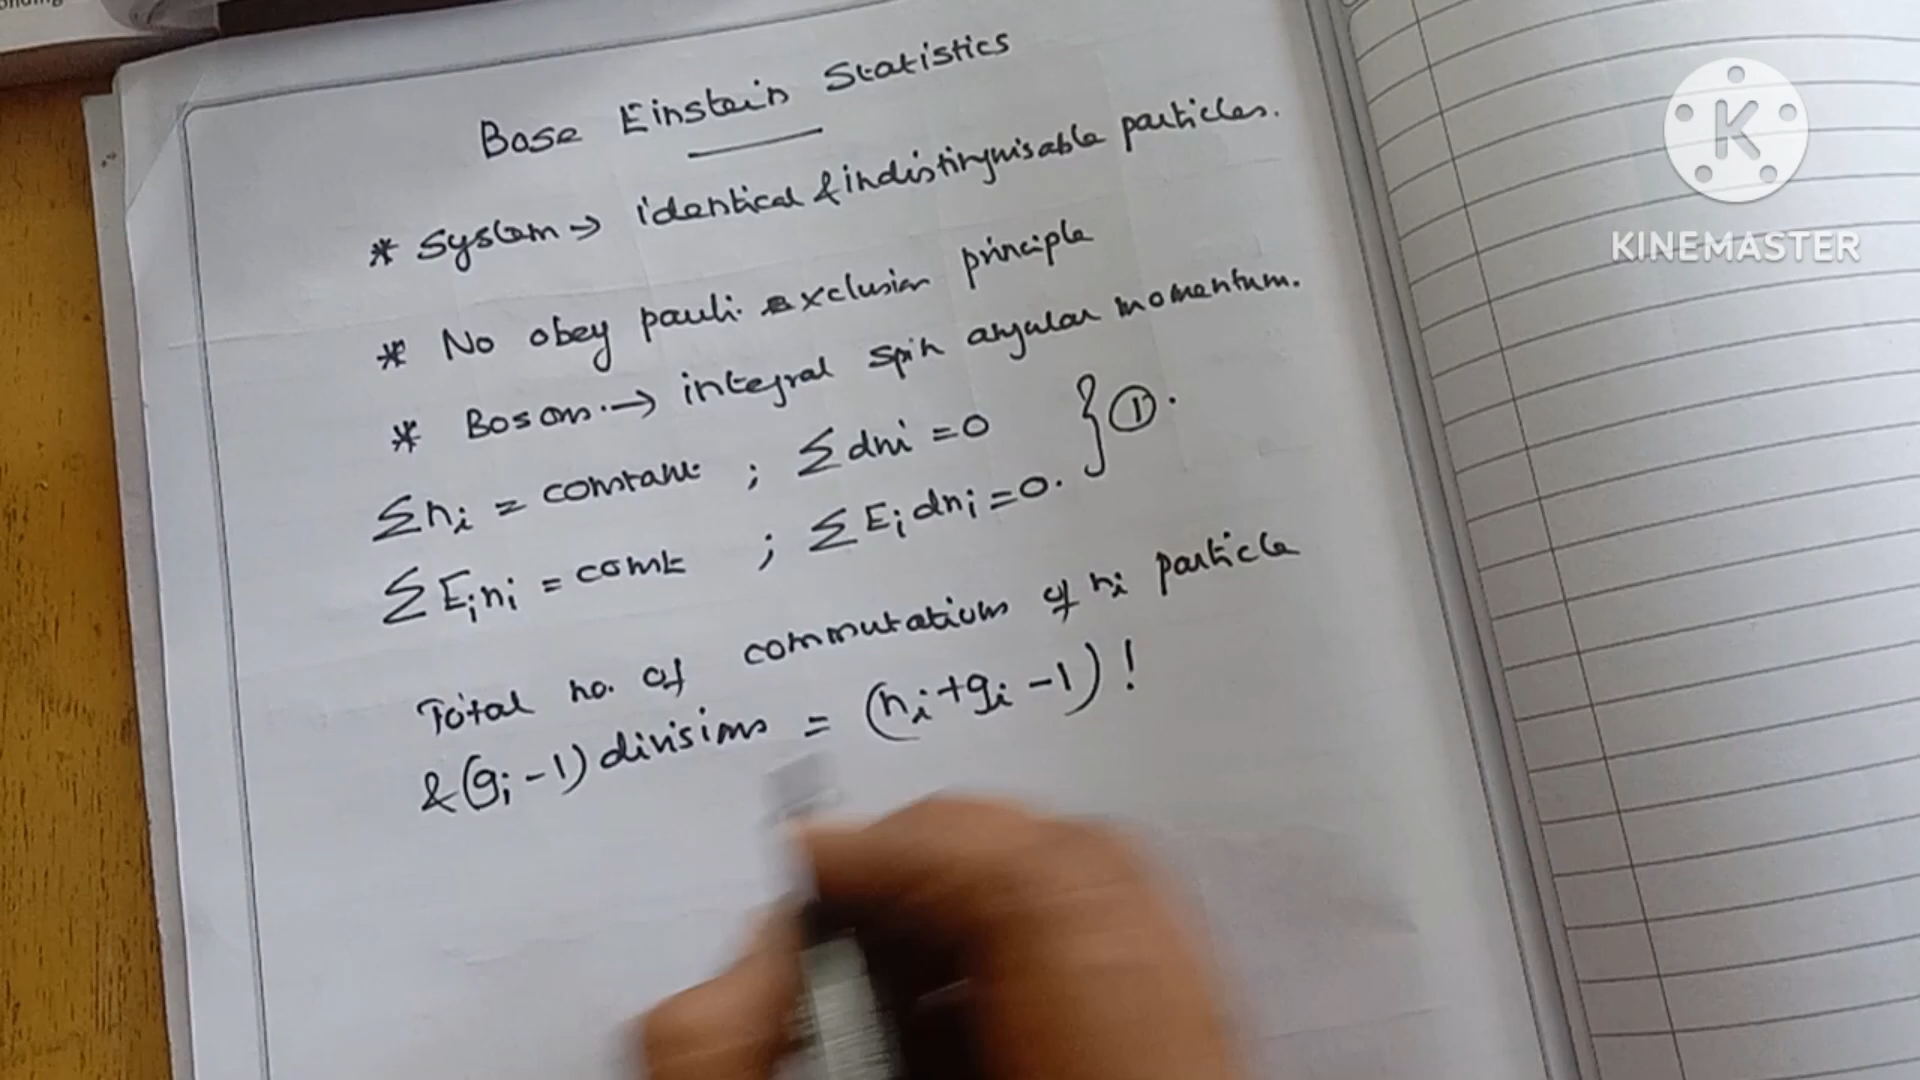 Bose Einstein Statistics
* System → identical & indistinguisable particles.
* No obey pauli exclusion principle
* Bosons → integral spin angular momentum.
Σni = constant ; Σdni = 0 } ①.
ΣEini = const ; ΣEidni = 0.
Total no. of commutations of ni particle
& (gi-1) divisions = (ni+gi-1)!
K
KINEMASTER